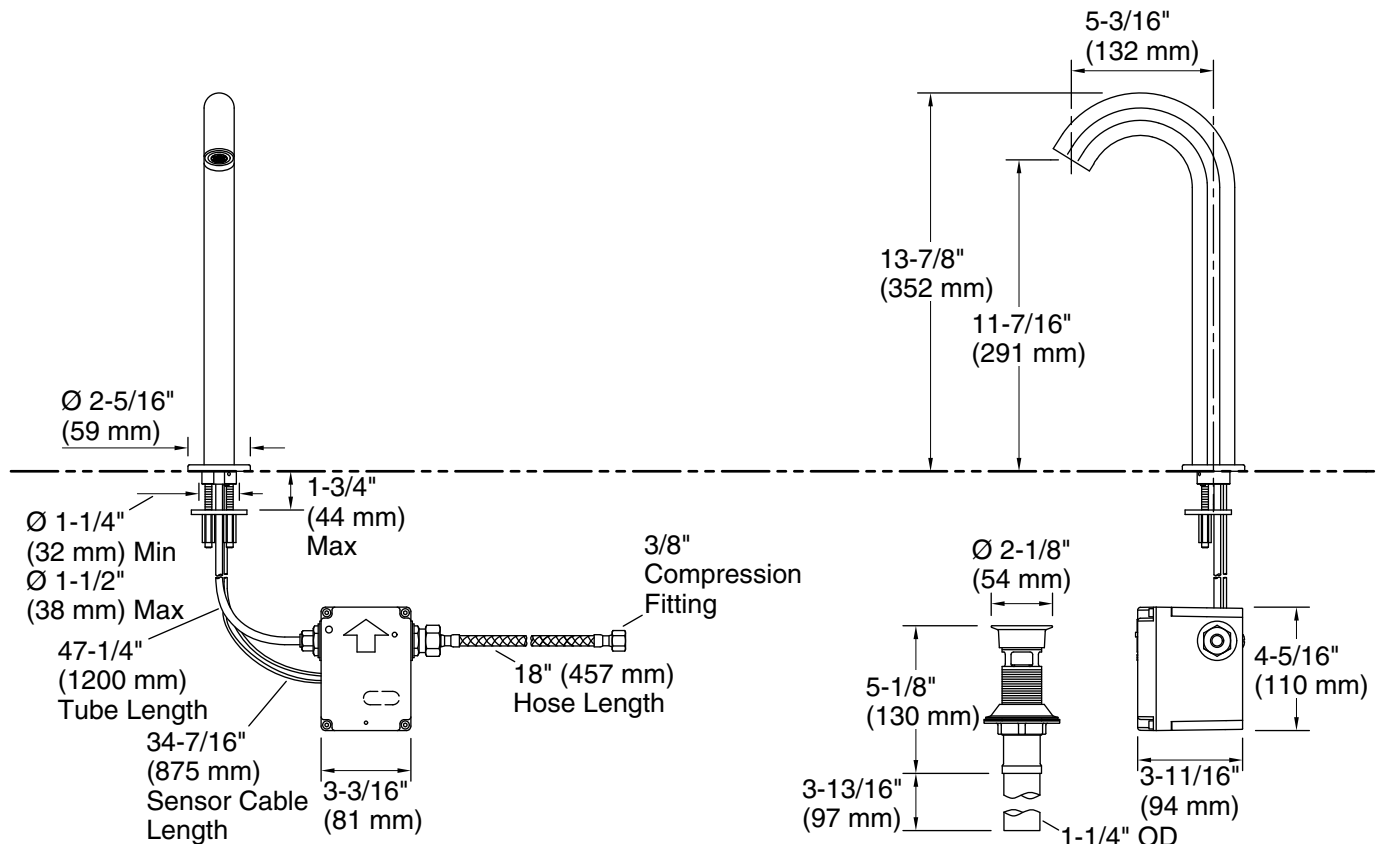 5-3/16"
(132 mm)
13-7/8"
(352 mm)
11-7/16"
(291 mm)
Ø 2-5/16"
(59 mm)
1-3/4"
(44 mm)
Max
Ø 1-1/4"
(32 mm) Min
Ø 1-1/2"
(38 mm) Max
47-1/4"
(1200 mm)
Tube Length
34-7/16"
(875 mm)
Sensor Cable
Length
3-3/16"
(81 mm)
18" (457 mm)
Hose Length
3/8"
Compression
Fitting
Ø 2-1/8"
(54 mm)
5-1/8"
(130 mm)
3-13/16"
(97 mm)
1-1/4" OD
4-5/16"
(110 mm)
3-11/16"
(94 mm)